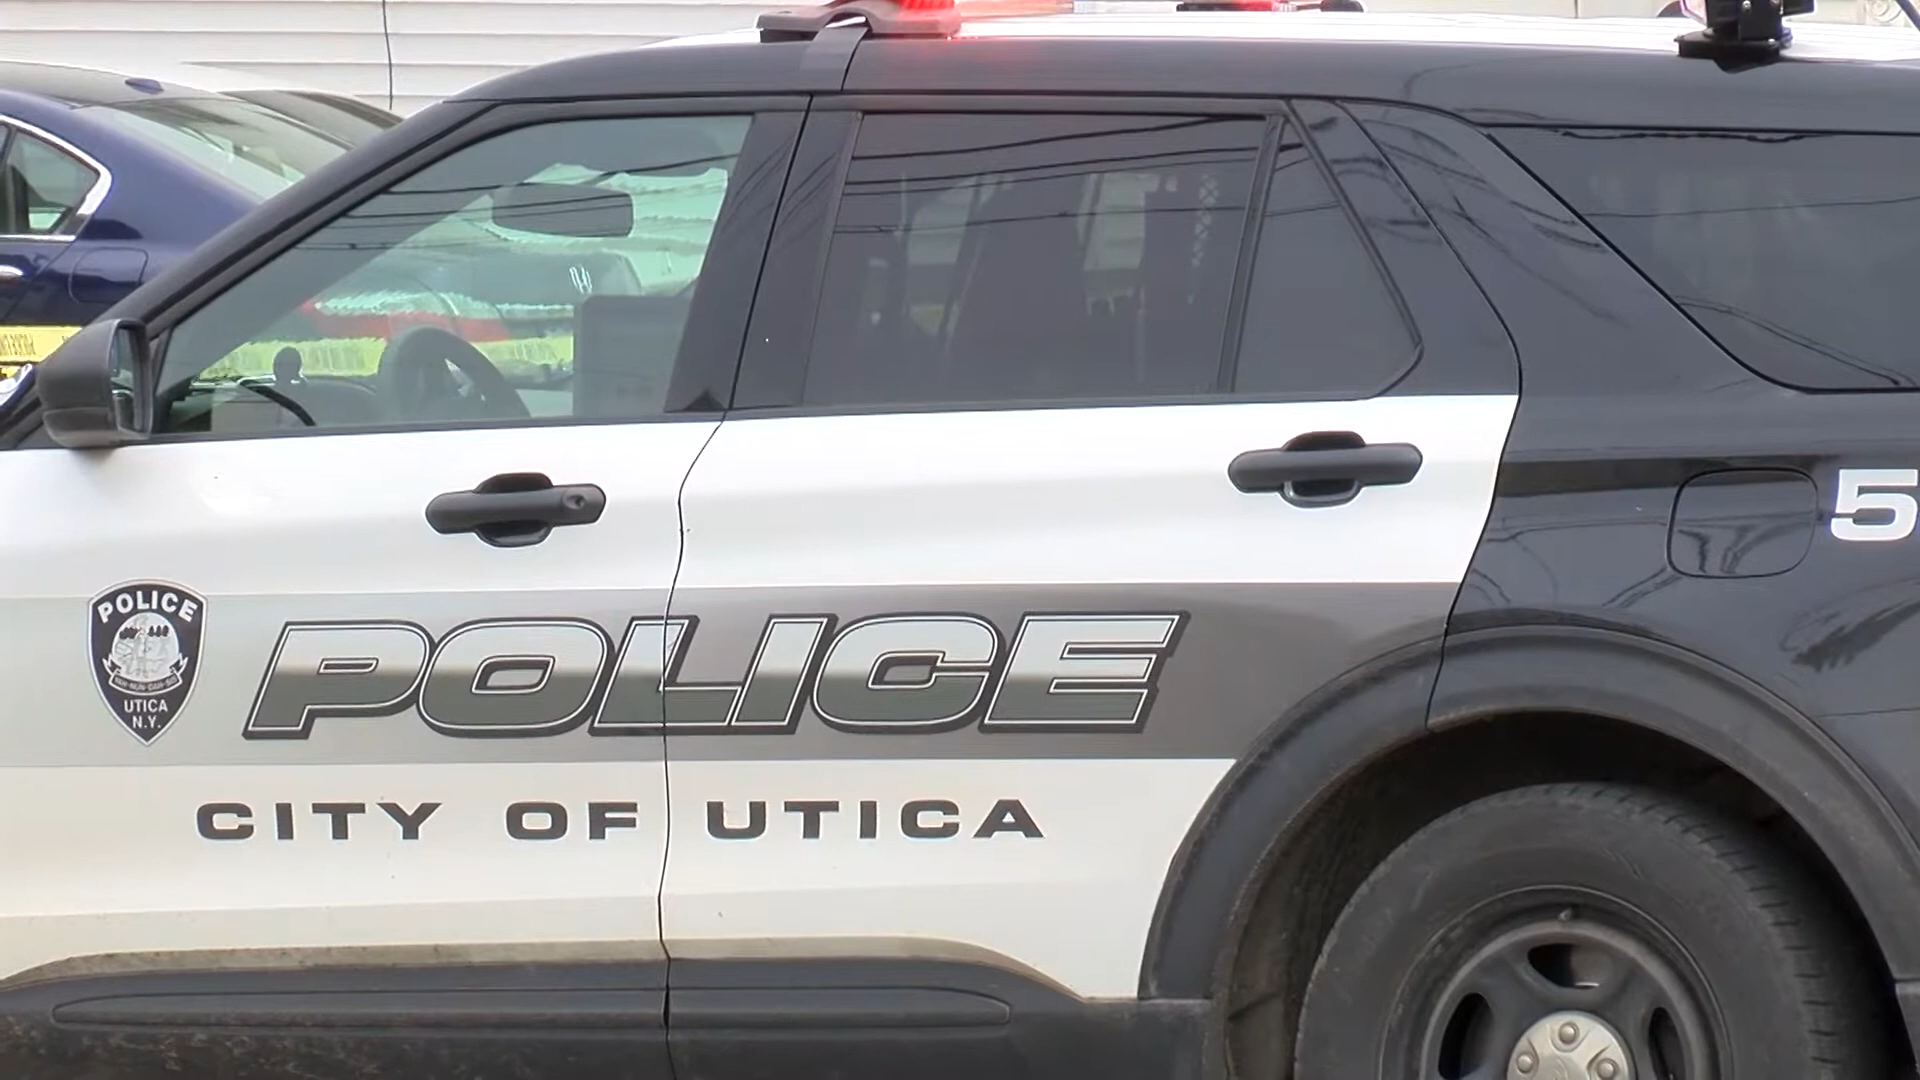 5
POLICE
UTICA
N.Y.
POLICE
CITY OF UTICA